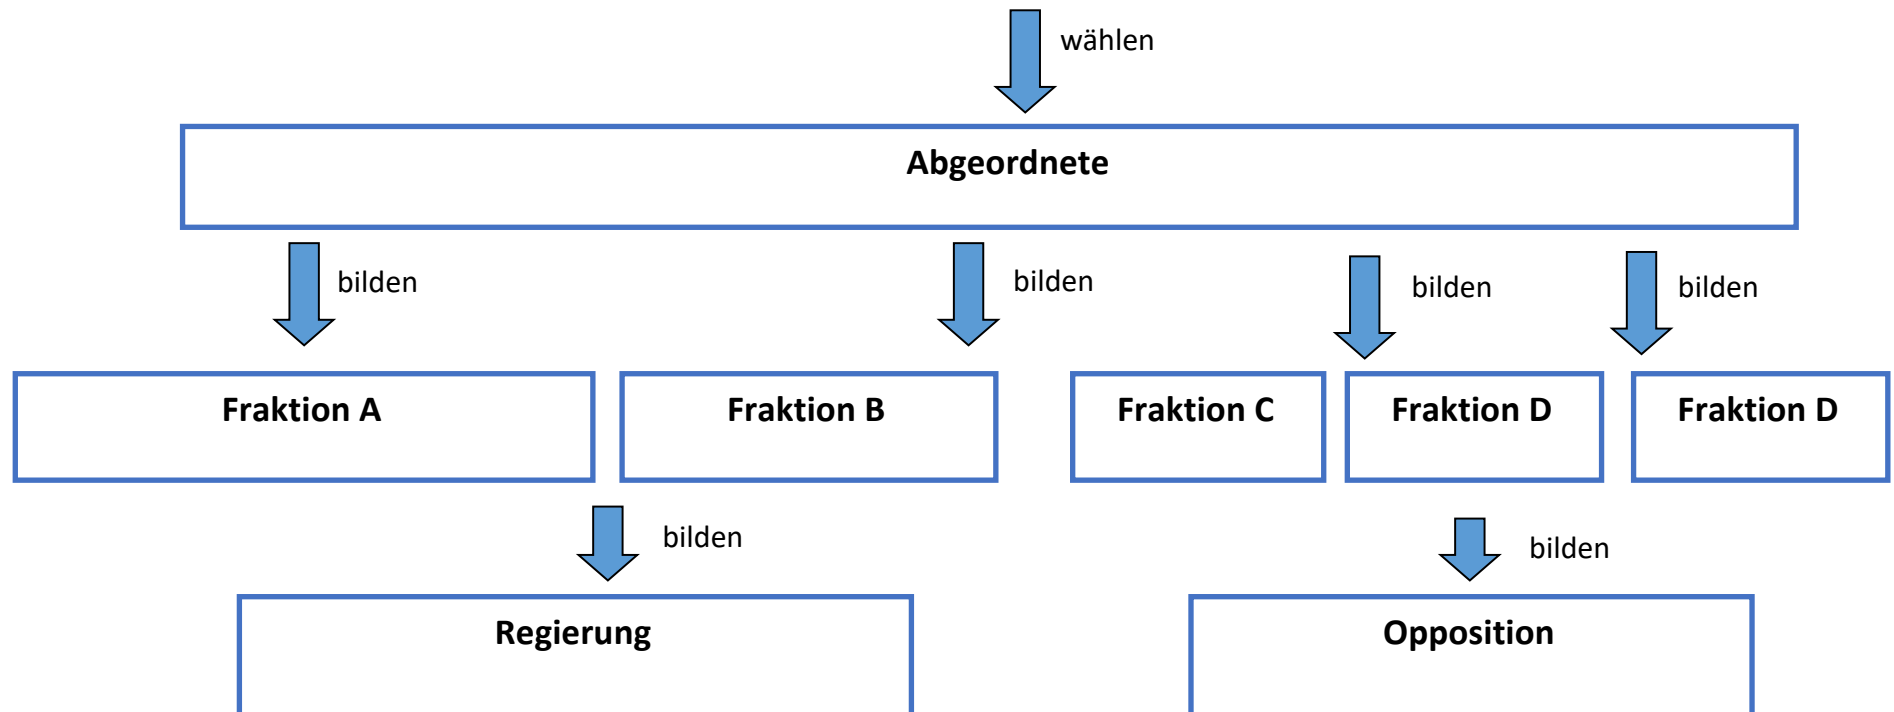 wählen
Abgeordnete
bilden
bilden
bilden
bilden
Fraktion A
Fraktion B
Fraktion C
Fraktion D
Fraktion D
bilden
bilden
Regierung
Opposition